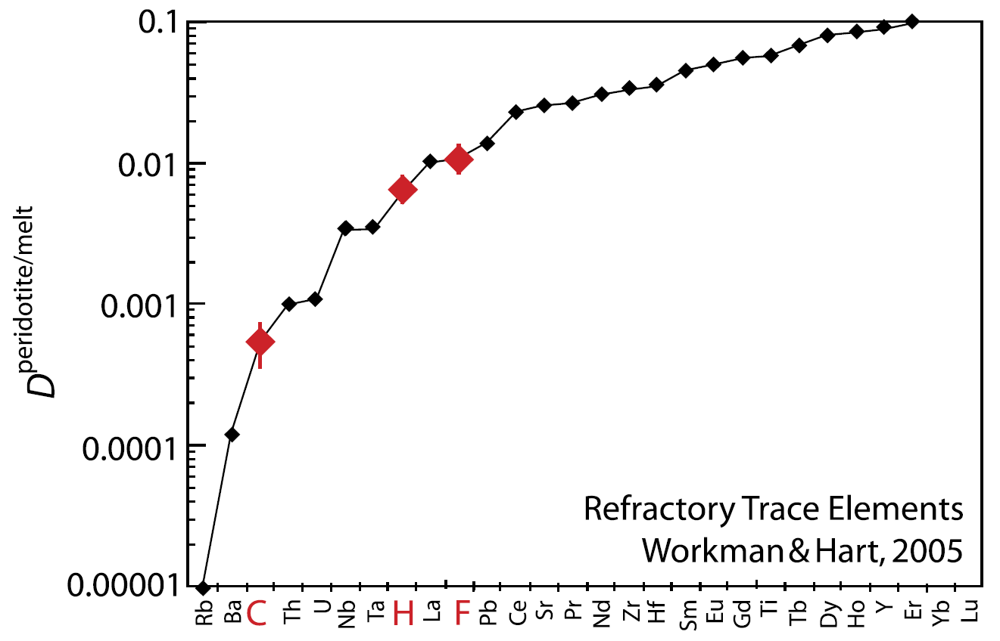 0.1
0.01
0.001
0.0001
0.00001
D peridotite/melt
Refractory Trace Elements
Workman & Hart, 2005
Rb Ba C Th U Nb Ta H La F Pb Ce Sr Pr Nd Zr Hf Sm Eu Gd Ti Tb Dy Ho Y Er Yb Lu